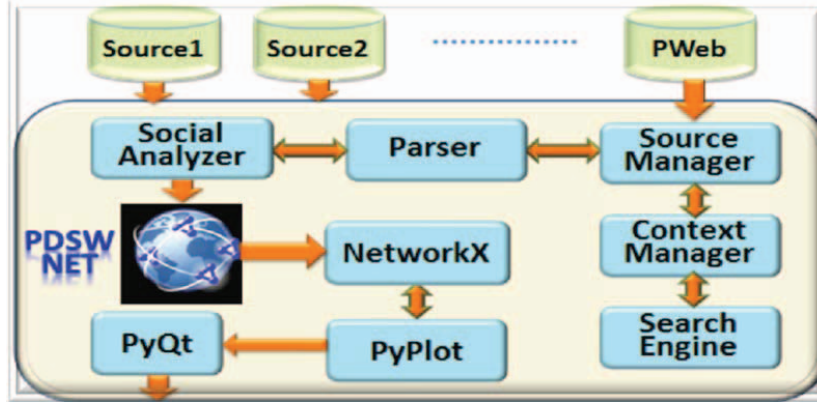 Source1
Source2
PWeb
Social
Analyzer
Parser
Source
Manager
PDSW
NET
NetworkX
Context
Manager
PyQt
PyPlot
Search
Engine